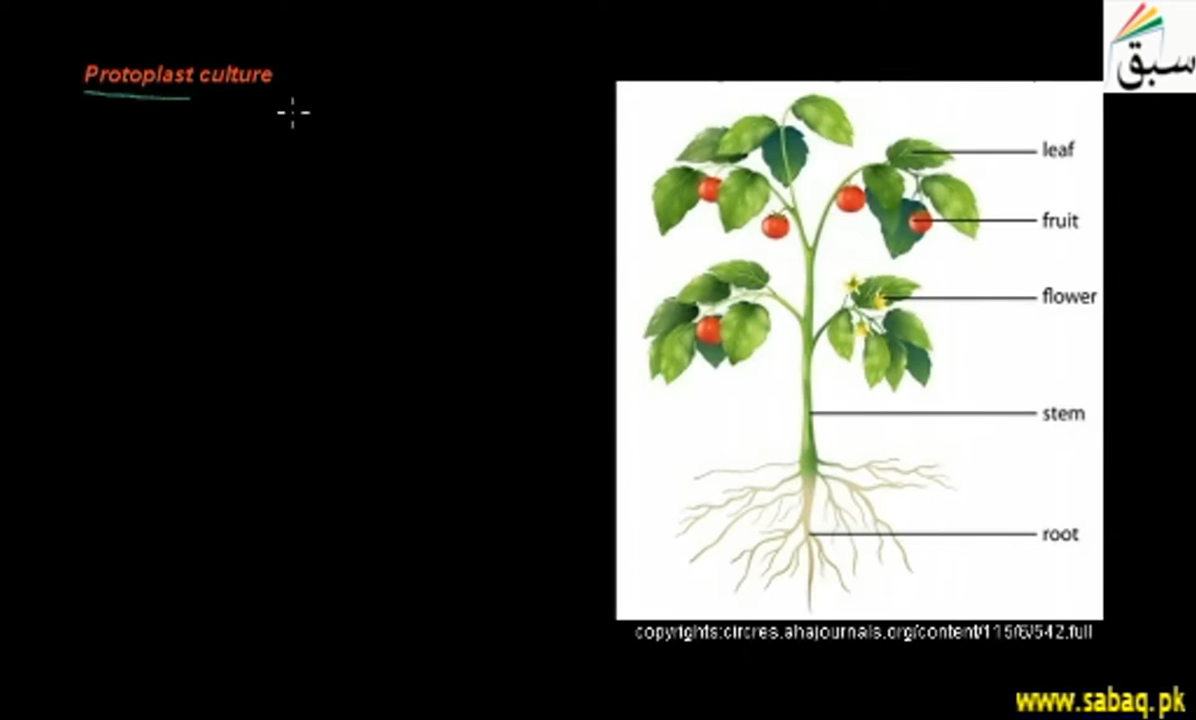 Protoplast culture
سبق
leaf
fruit
flower
stem
root
copyrights:circres.ahajournals.org/content/115/6/542.full
www.sabaq.pk